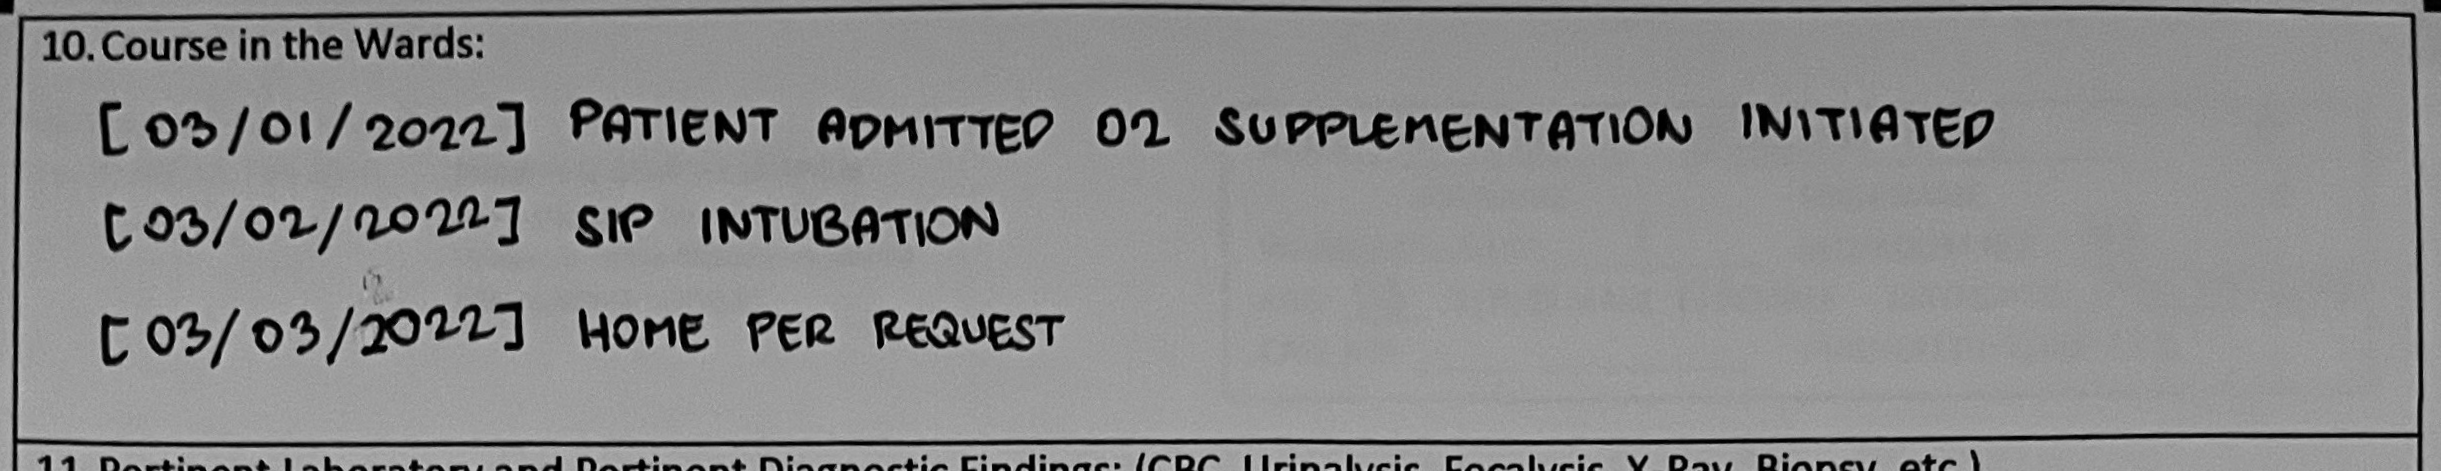 10. Course in the Wards:
[03/01/2022] PATIENT ADMITTED O2 SUPPLEMENTATION INITIATED
[03/02/2022] SIP INTUBATION
[03/03/2022] HOME PER REQUEST
11. Pertinent Laboratory and Pertinent Diagnostic Findings: (CBC, Urinalysis, Fecalysis, X-Ray, Biopsy, etc.)